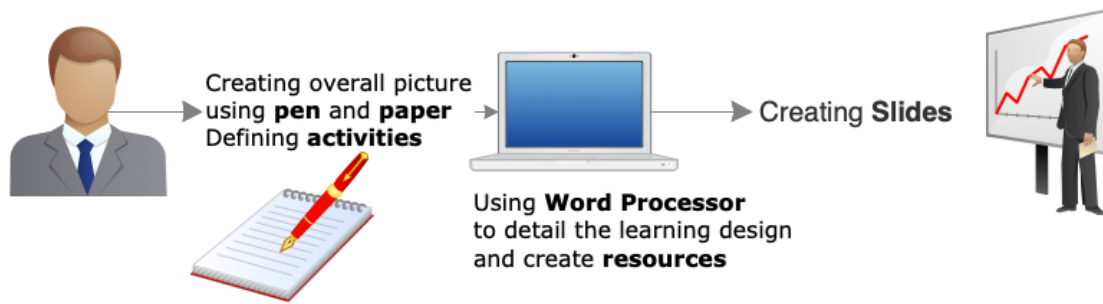 Creating overall picture
using pen and paper
Defining activities
Using Word Processor
to detail the learning design
and create resources
Creating Slides